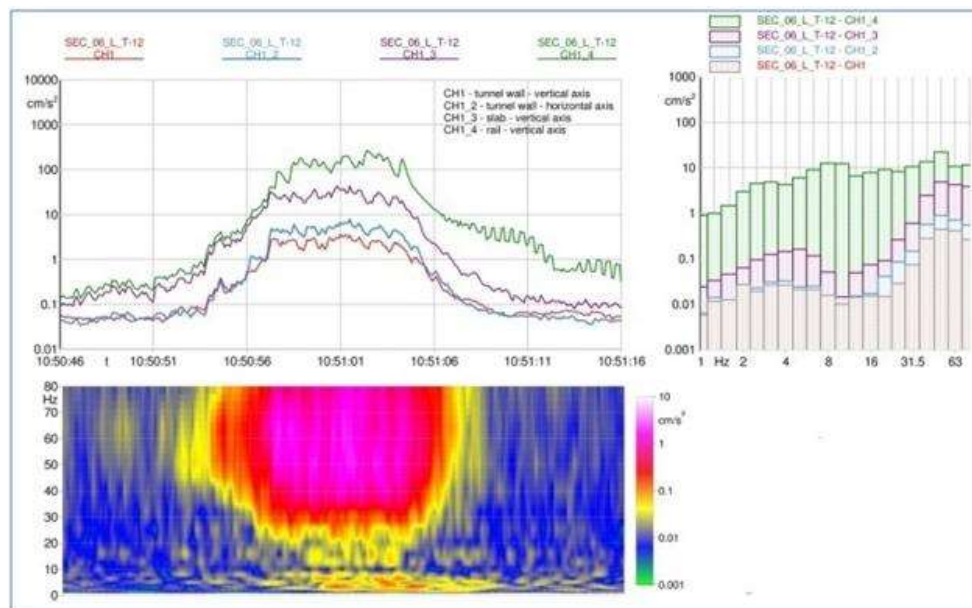 SEC_06_L_T-12 SEC_06_L_T-12 SEC_06_L_T-12 SEC_06_L_T-12
CH1 CH1_2 CH1_3 CH1_4
10000
cm/s²
1000
100
10
1
0.1
0.01
CH1 - tunnel wall - vertical axis
CH1_2 - tunnel wall - horizontal axis
CH1_3 - slab - vertical axis
CH1_4 - rail - vertical axis
10:50:46 t 10:50:51 10:50:56 10:51:01 10:51:06 10:51:11 10:51:16
SEC_06_L_T-12 - CH1_4
SEC_06_L_T-12 - CH1_3
SEC_06_L_T-12 - CH1_2
SEC_06_L_T-12 - CH1
1000
cm/s²
100
10
1
0.1
0.01
0.001
1 Hz 2 4 8 16 31.5 63
80
Hz
70
60
50
40
30
20
10
0
10
cm/s²
1
0.1
0.01
0.001